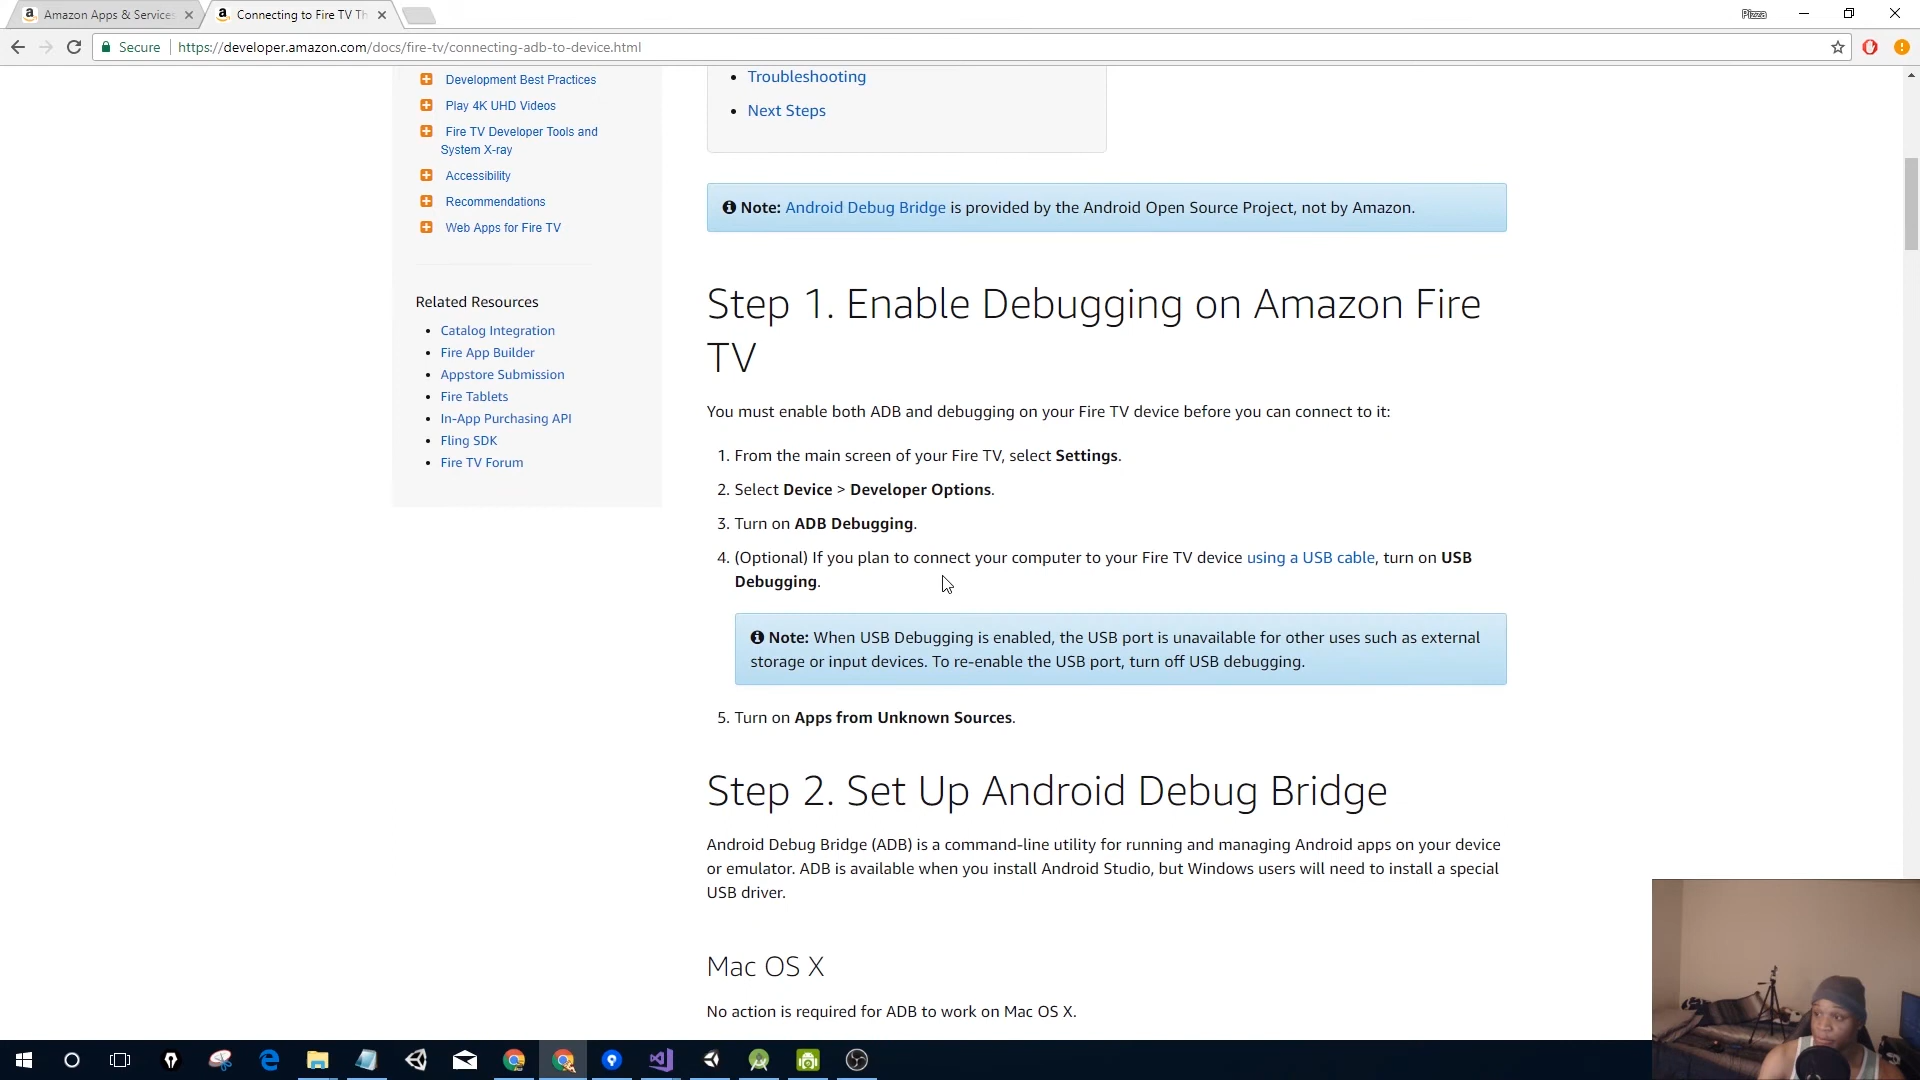 Amazon Apps & Services
Connecting to Fire TV Th
Pizza
Secure
https://developer.amazon.com/docs/fire-tv/connecting-adb-to-device.html
Development Best Practices
Play 4K UHD Videos
Fire TV Developer Tools and
System X-ray
Accessibility
Recommendations
Web Apps for Fire TV
Related Resources
• Catalog Integration
• Fire App Builder
• Appstore Submission
• Fire Tablets
• In-App Purchasing API
• Fling SDK
• Fire TV Forum
• Troubleshooting
• Next Steps
Note: Android Debug Bridge is provided by the Android Open Source Project, not by Amazon.
Step 1. Enable Debugging on Amazon Fire
TV
You must enable both ADB and debugging on your Fire TV device before you can connect to it:
1. From the main screen of your Fire TV, select Settings.
2. Select Device > Developer Options.
3. Turn on ADB Debugging.
4. (Optional) If you plan to connect your computer to your Fire TV device using a USB cable, turn on USB
Debugging.
Note: When USB Debugging is enabled, the USB port is unavailable for other uses such as external
storage or input devices. To re-enable the USB port, turn off USB debugging.
5. Turn on Apps from Unknown Sources.
Step 2. Set Up Android Debug Bridge
Android Debug Bridge (ADB) is a command-line utility for running and managing Android apps on your device
or emulator. ADB is available when you install Android Studio, but Windows users will need to install a special
USB driver.
Mac OS X
No action is required for ADB to work on Mac OS X.